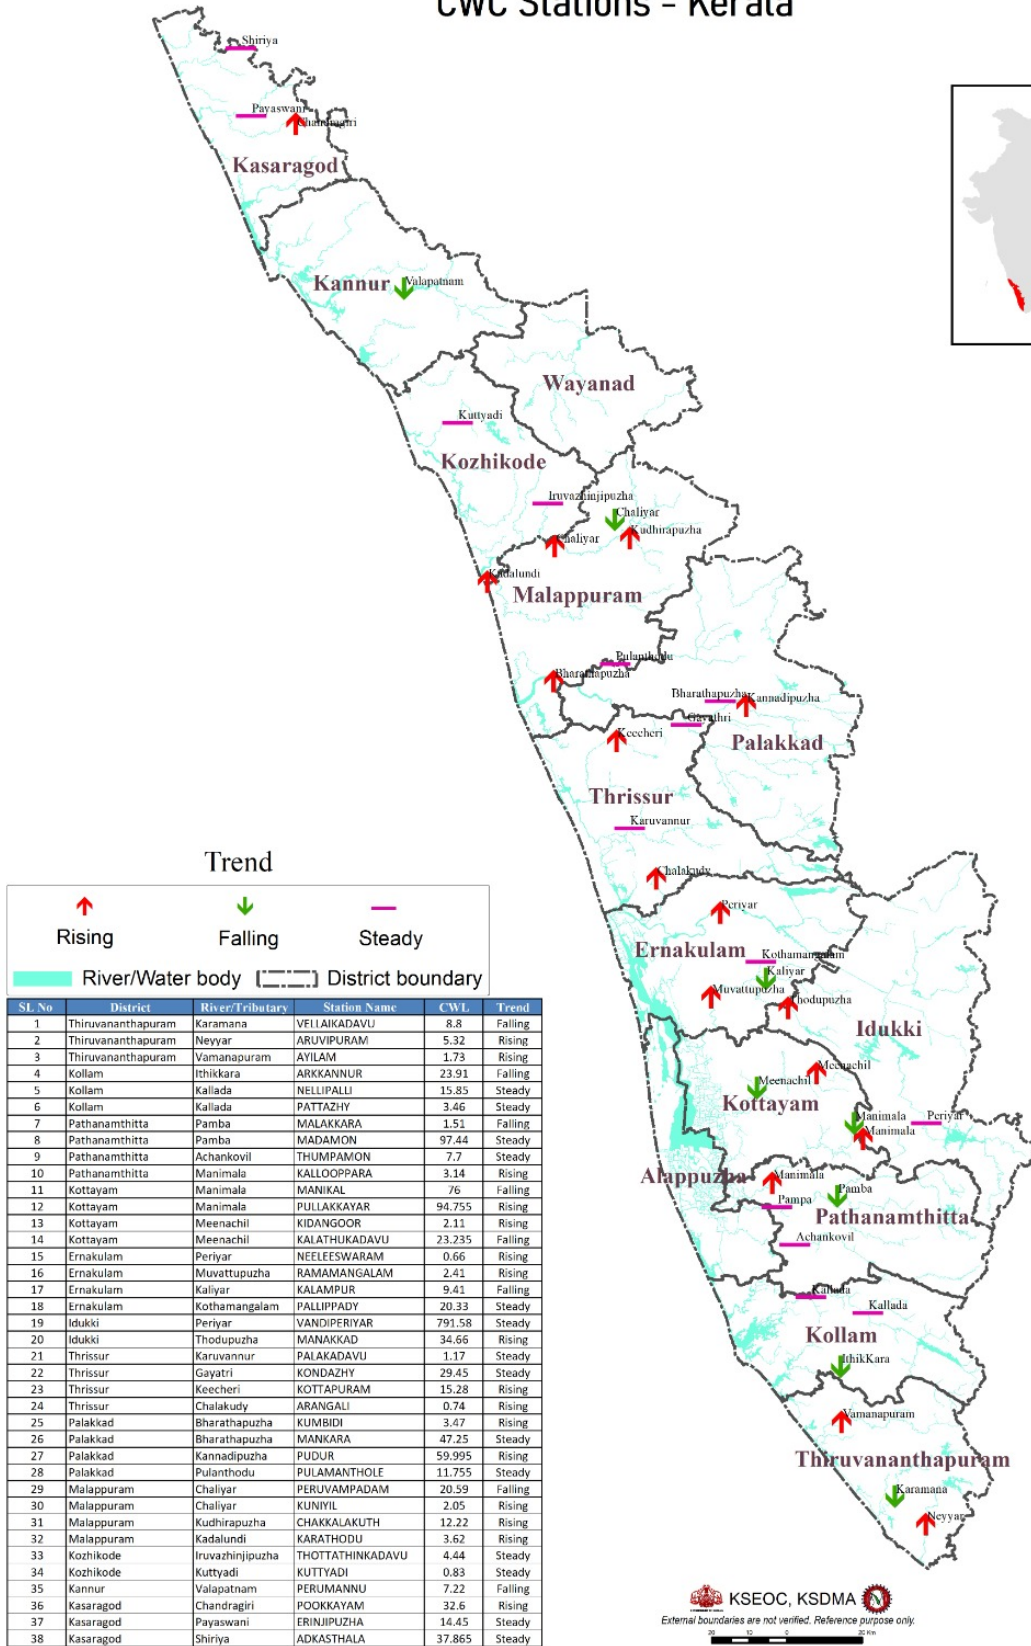 CWC Stations - Kerala
Shiriya
Payaswani
Chandragiri
Kasaragod
Kannur
Valapatnam
Wayanad
Kuttyadi
Kozhikode
Iruvazhinjipuzha
Chaliyar
Kudhirapuzha
Chaliyar
Kadalundi
Malappuram
Pulanthodu
Bharathapuzha
Bharathapuzha
Kannadipuzha
Gayathri
Keecheri
Palakkad
Thrissur
Karuvannur
Chalakudy
Periyar
Ernakulam
Kothamangalam
Kaliyar
Muvattupuzha
Thodupuzha
Idukki
Meenachil
Meenachil
Kottayam
Manimala
Periyar
Manimala
Alappuzha
Manimala
Pamba
Pampa
Pathanamthitta
Achankovil
Kallada
Kallada
Kollam
IthikKara
Vamanapuram
Thiruvananthapuram
Karamana
Neyyar
Trend
Rising Falling Steady
River/Water body District boundary
SL No District River/Tributary Station Name CWL Trend
1 Thiruvananthapuram Karamana VELLAIKADAVU 8.8 Falling
2 Thiruvananthapuram Neyyar ARUVIPURAM 5.32 Rising
3 Thiruvananthapuram Vamanapuram AYILAM 1.73 Rising
4 Kollam Ithikkara ARKKANNUR 23.91 Falling
5 Kollam Kallada NELLIPALLI 15.85 Steady
6 Kollam Kallada PATTAZHY 3.46 Steady
7 Pathanamthitta Pamba MALAKKARA 1.51 Falling
8 Pathanamthitta Pamba MADAMON 97.44 Steady
9 Pathanamthitta Achankovil THUMPAMON 7.7 Steady
10 Pathanamthitta Manimala KALLOOPPARA 3.14 Rising
11 Kottayam Manimala MANIKAL 76 Falling
12 Kottayam Manimala PULLAKKAYAR 94.755 Rising
13 Kottayam Meenachil KIDANGOOR 2.11 Rising
14 Kottayam Meenachil KALATHUKADAVU 23.235 Falling
15 Ernakulam Periyar NEELEESWARAM 0.66 Rising
16 Ernakulam Muvattupuzha RAMAMANGALAM 2.41 Rising
17 Ernakulam Kaliyar KALAMPUR 9.41 Falling
18 Ernakulam Kothamangalam PALLIPPADY 20.33 Steady
19 Idukki Periyar VANDIPERIYAR 791.58 Steady
20 Idukki Thodupuzha MANAKKAD 34.66 Rising
21 Thrissur Karuvannur PALAKADAVU 1.17 Steady
22 Thrissur Gayatri KONDAZHY 29.45 Steady
23 Thrissur Keecheri KOTTAPURAM 15.28 Rising
24 Thrissur Chalakudy ARANGALI 0.74 Rising
25 Palakkad Bharathapuzha KUMBIDI 3.47 Rising
26 Palakkad Bharathapuzha MANKARA 47.25 Steady
27 Palakkad Kannadipuzha PUDUR 59.995 Rising
28 Palakkad Pulanthodu PULAMANTHOLE 11.755 Steady
29 Malappuram Chaliyar PERUVAMPADAM 20.59 Falling
30 Malappuram Chaliyar KUNIYIL 2.05 Rising
31 Malappuram Kudhirapuzha CHAKKALAKUTH 12.22 Rising
32 Malappuram Kadalundi KARATHODU 3.62 Rising
33 Kozhikode Iruvazhinjipuzha THOTTATHINKADAVU 4.44 Steady
34 Kozhikode Kuttyadi KUTTYADI 0.83 Steady
35 Kannur Valapatnam PERUMANNU 7.22 Falling
36 Kasaragod Chandragiri POOKKAYAM 32.6 Rising
37 Kasaragod Payaswani ERINJIPUZHA 14.45 Steady
38 Kasaragod Shiriya ADKASTHALA 37.865 Steady
KSEOC, KSDMA
External boundaries are not verified. Reference purpose only.
20 10 0 20 Km